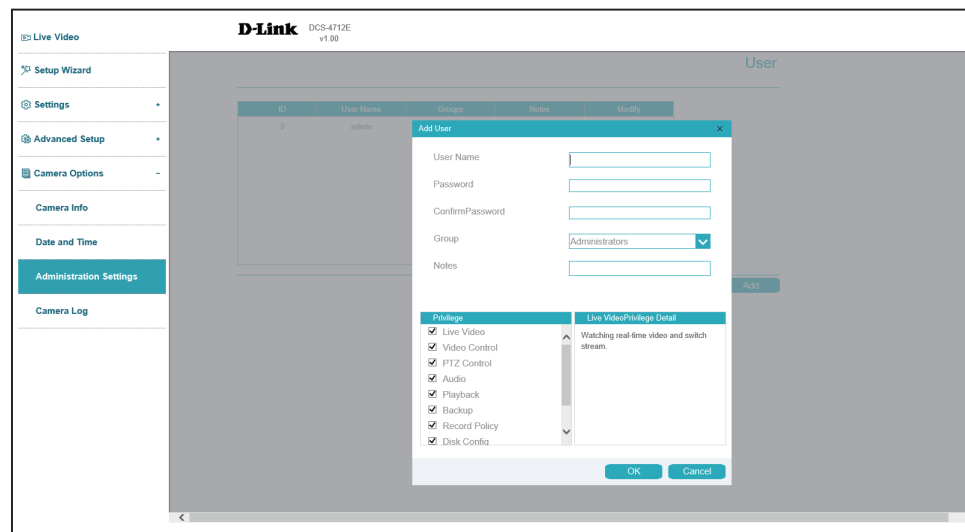 D-Link DCS-4712E
v1.00
Live Video
Setup Wizard
Settings +
Advanced Setup +
Camera Options -
Camera Info
Date and Time
Administration Settings
Camera Log
User
ID User Name Groups Notes Modify
0 admin
Add
Add User ×
User Name
Password
ConfirmPassword
Group Administrators
Notes
Privilege
Live Video
Video Control
PTZ Control
Audio
Playback
Backup
Record Policy
Disk Config
Live VideoPrivilege Detail
Watching real-time video and switch
stream.
OK Cancel